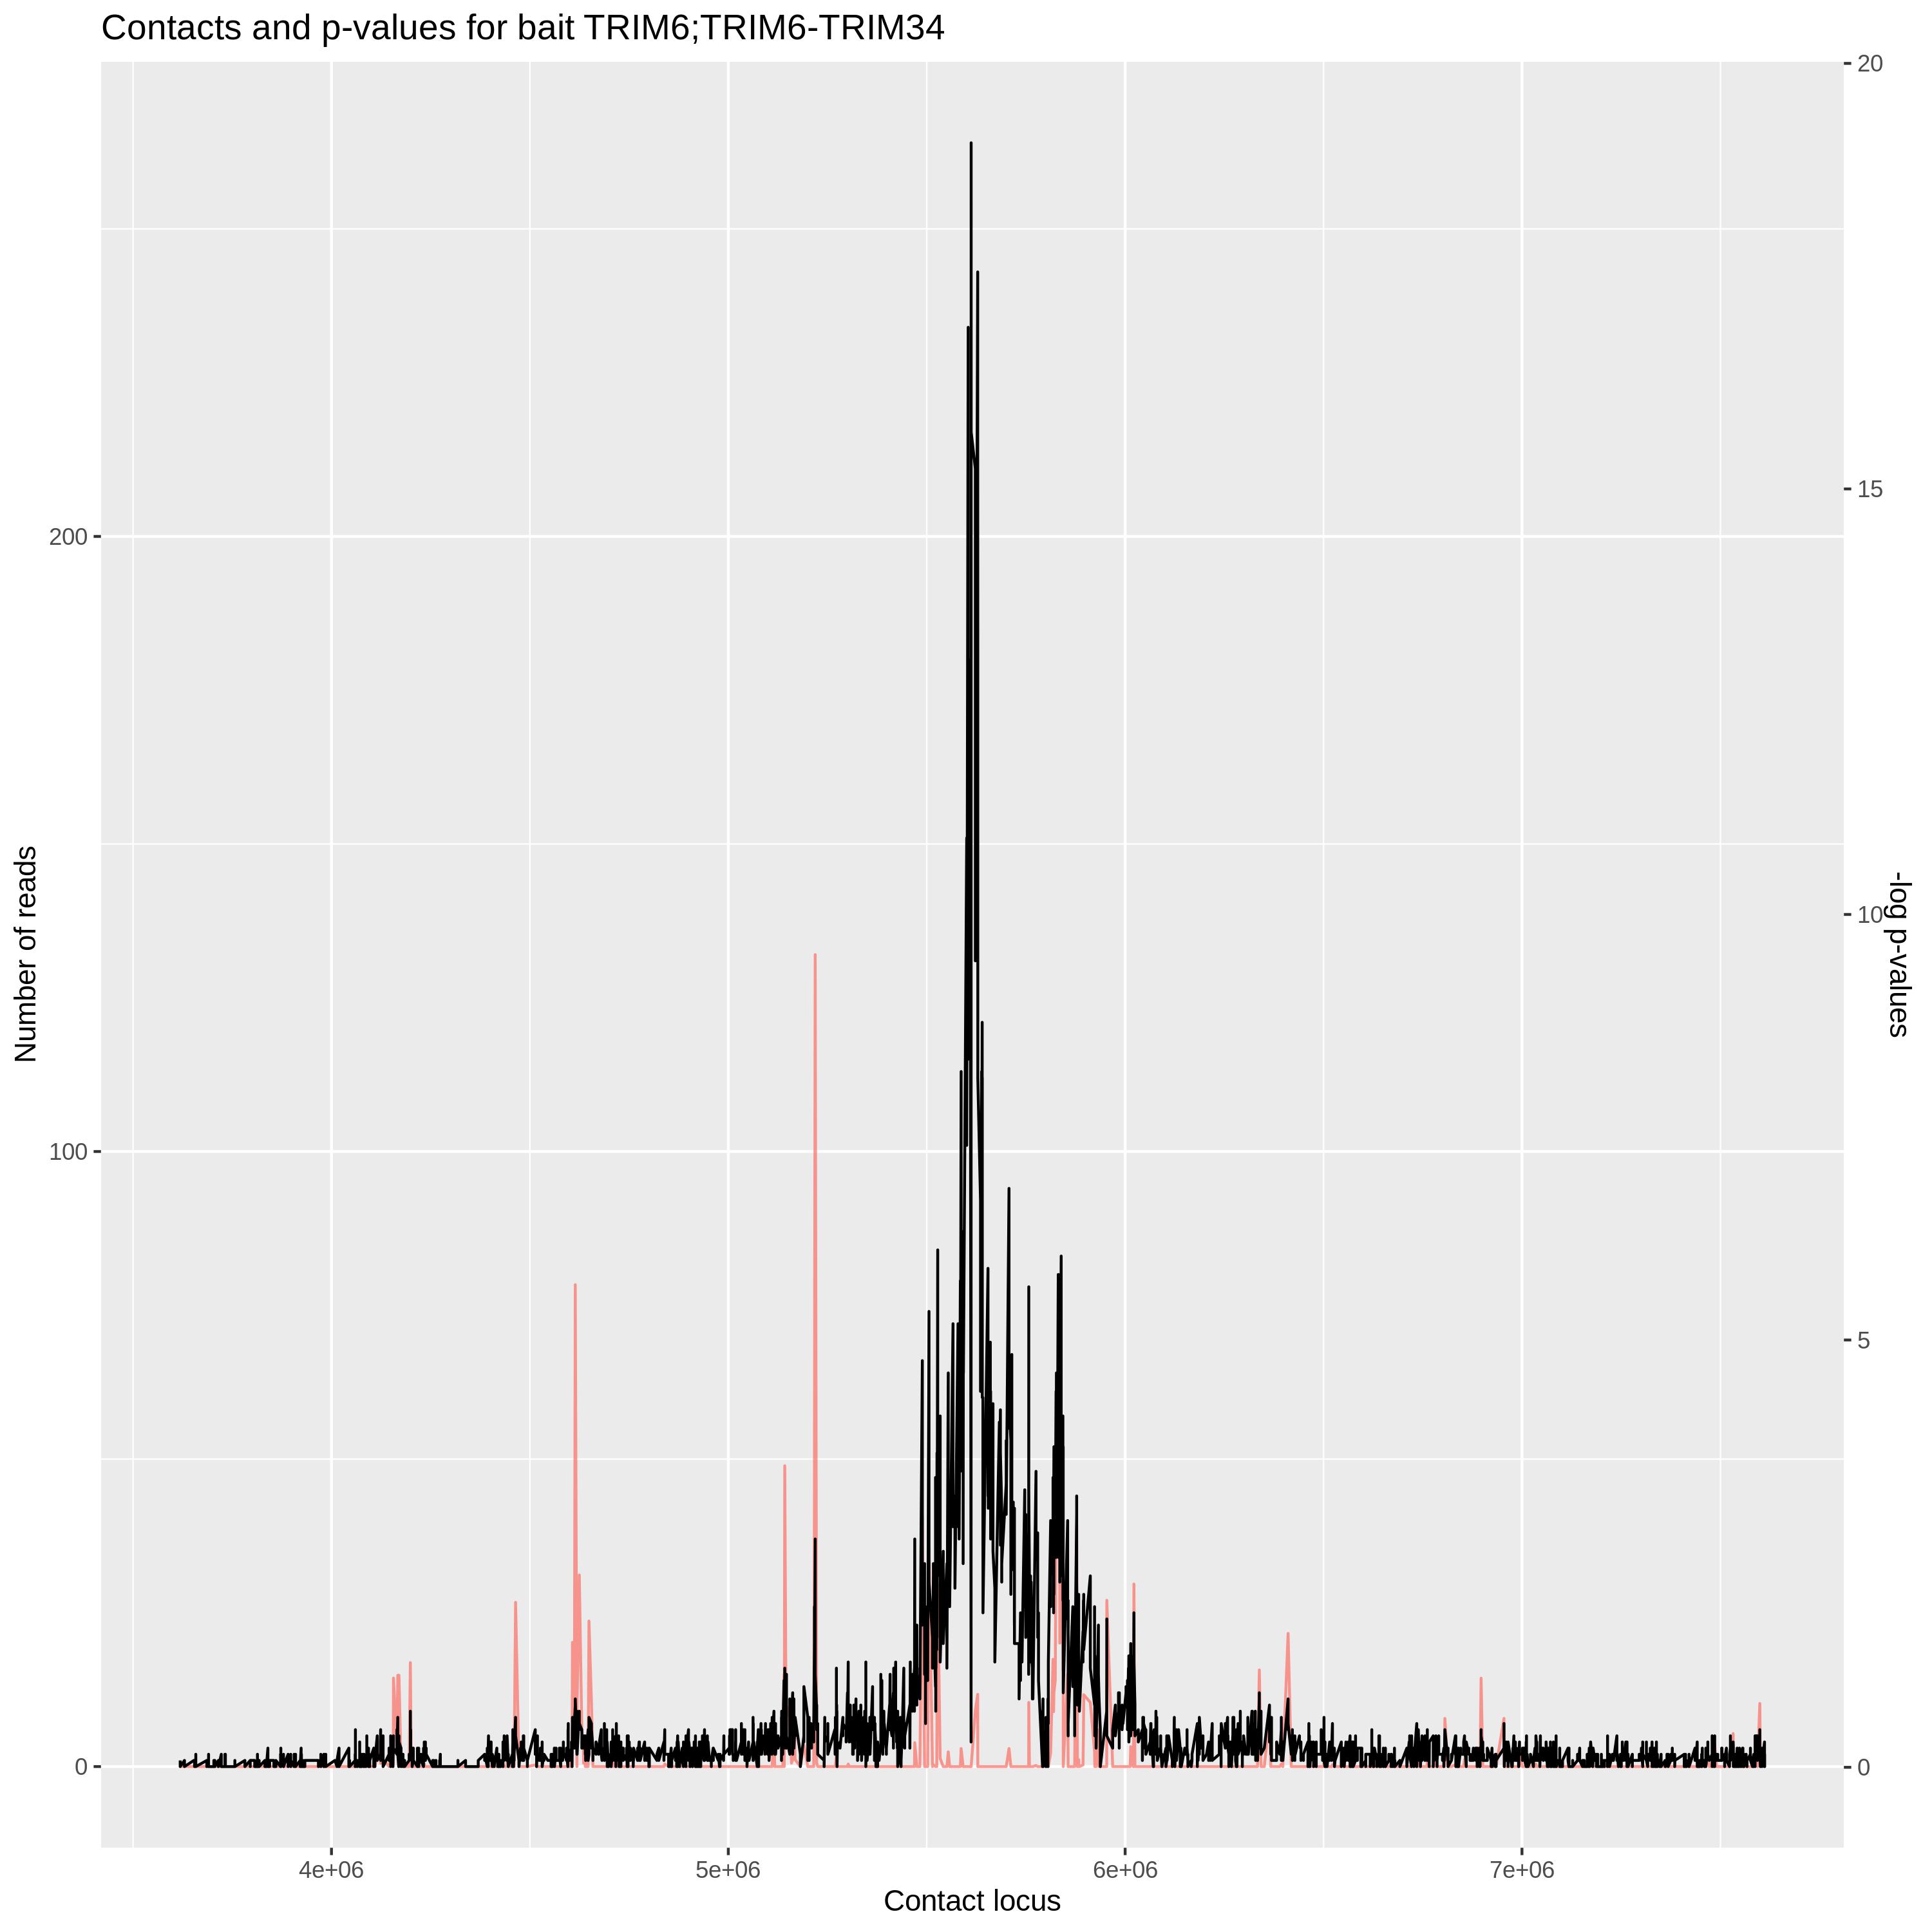 Contacts and p-values for bait TRIM6;TRIM6-TRIM34
20
15
200
10
-log p-values
Number of reads
100
5
0
0
4e+06
5e+06
6e+06
7e+06
Contact locus